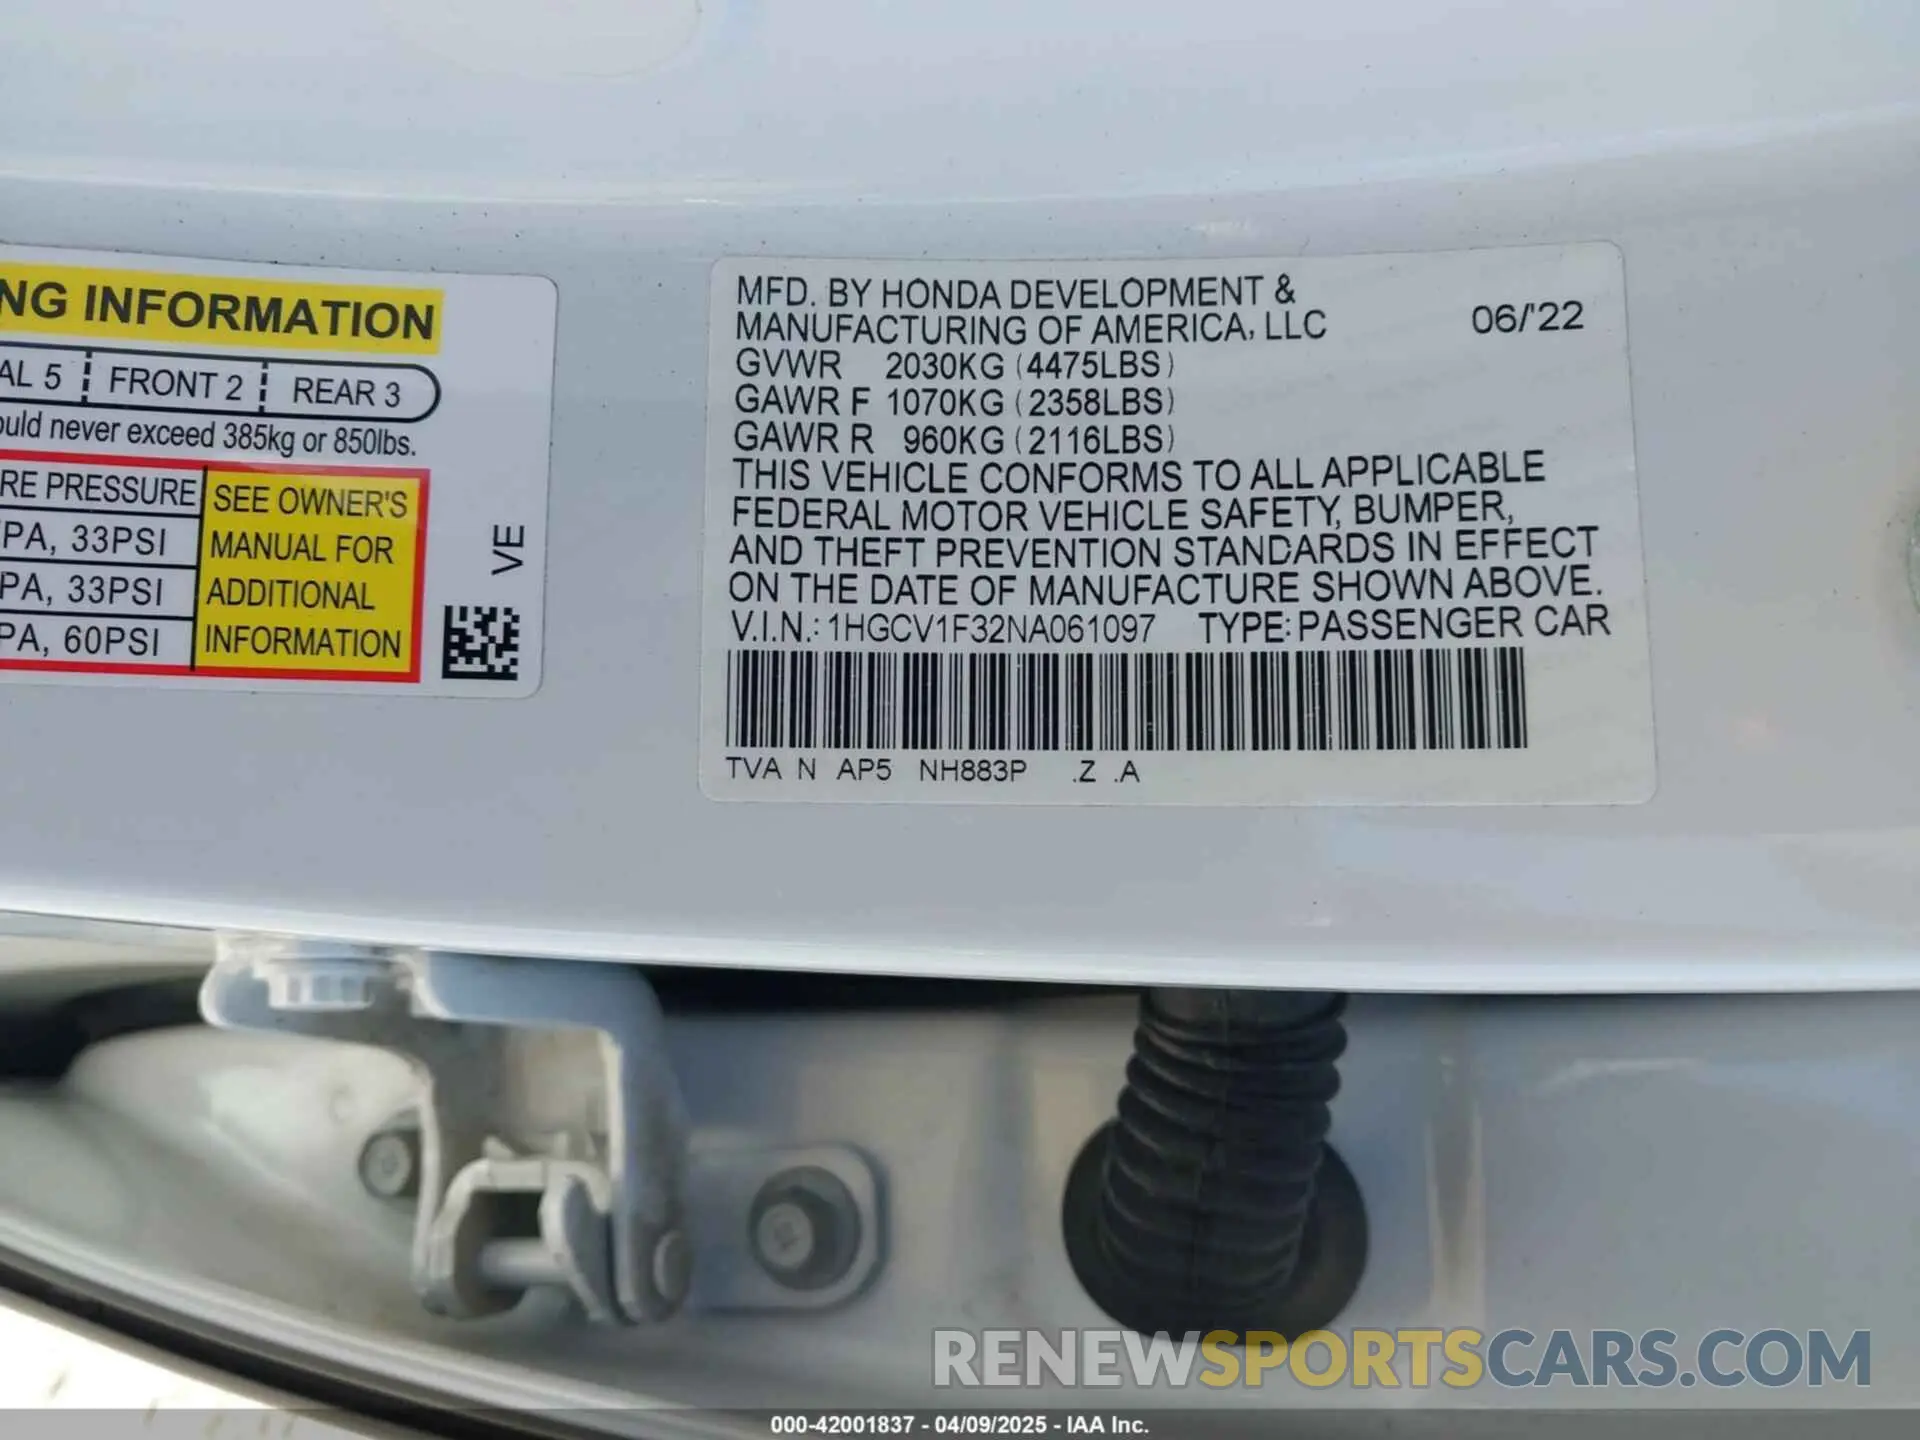 NG INFORMATION
AL 5 FRONT 2 REAR 3
ould never exceed 385kg or 850lbs.
RE PRESSURE
PA, 33PSI
PA, 33PSI
PA, 60PSI
SEE OWNER'S
MANUAL FOR
ADDITIONAL
INFORMATION
VE
MFD. BY HONDA DEVELOPMENT &
MANUFACTURING OF AMERICA, LLC 06/'22
GVWR 2030KG (4475LBS)
GAWR F 1070KG (2358LBS)
GAWR R 960KG (2116LBS)
THIS VEHICLE CONFORMS TO ALL APPLICABLE
FEDERAL MOTOR VEHICLE SAFETY, BUMPER,
AND THEFT PREVENTION STANDARDS IN EFFECT
ON THE DATE OF MANUFACTURE SHOWN ABOVE.
V.I.N.: 1HGCV1F32NA061097 TYPE: PASSENGER CAR
TVA N AP5 NH883P .Z .A
RENEWSPORTSCARS.COM
000-42001837 - 04/09/2025 - IAA Inc.